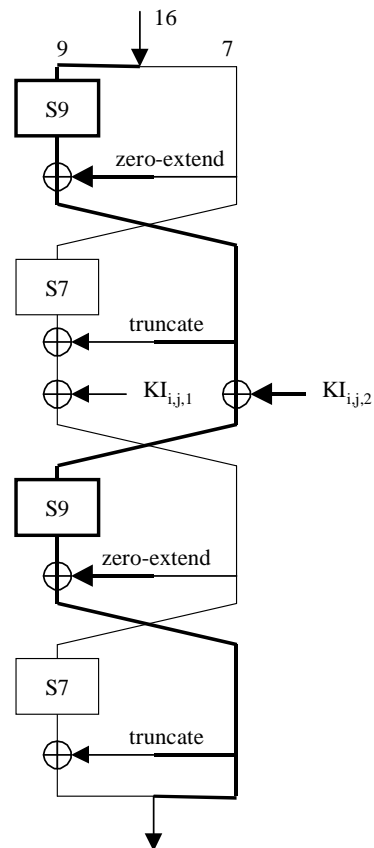 16
9 7
S9
zero-extend
S7
truncate
KI_{i,j,1} KI_{i,j,2}
S9
zero-extend
S7
truncate